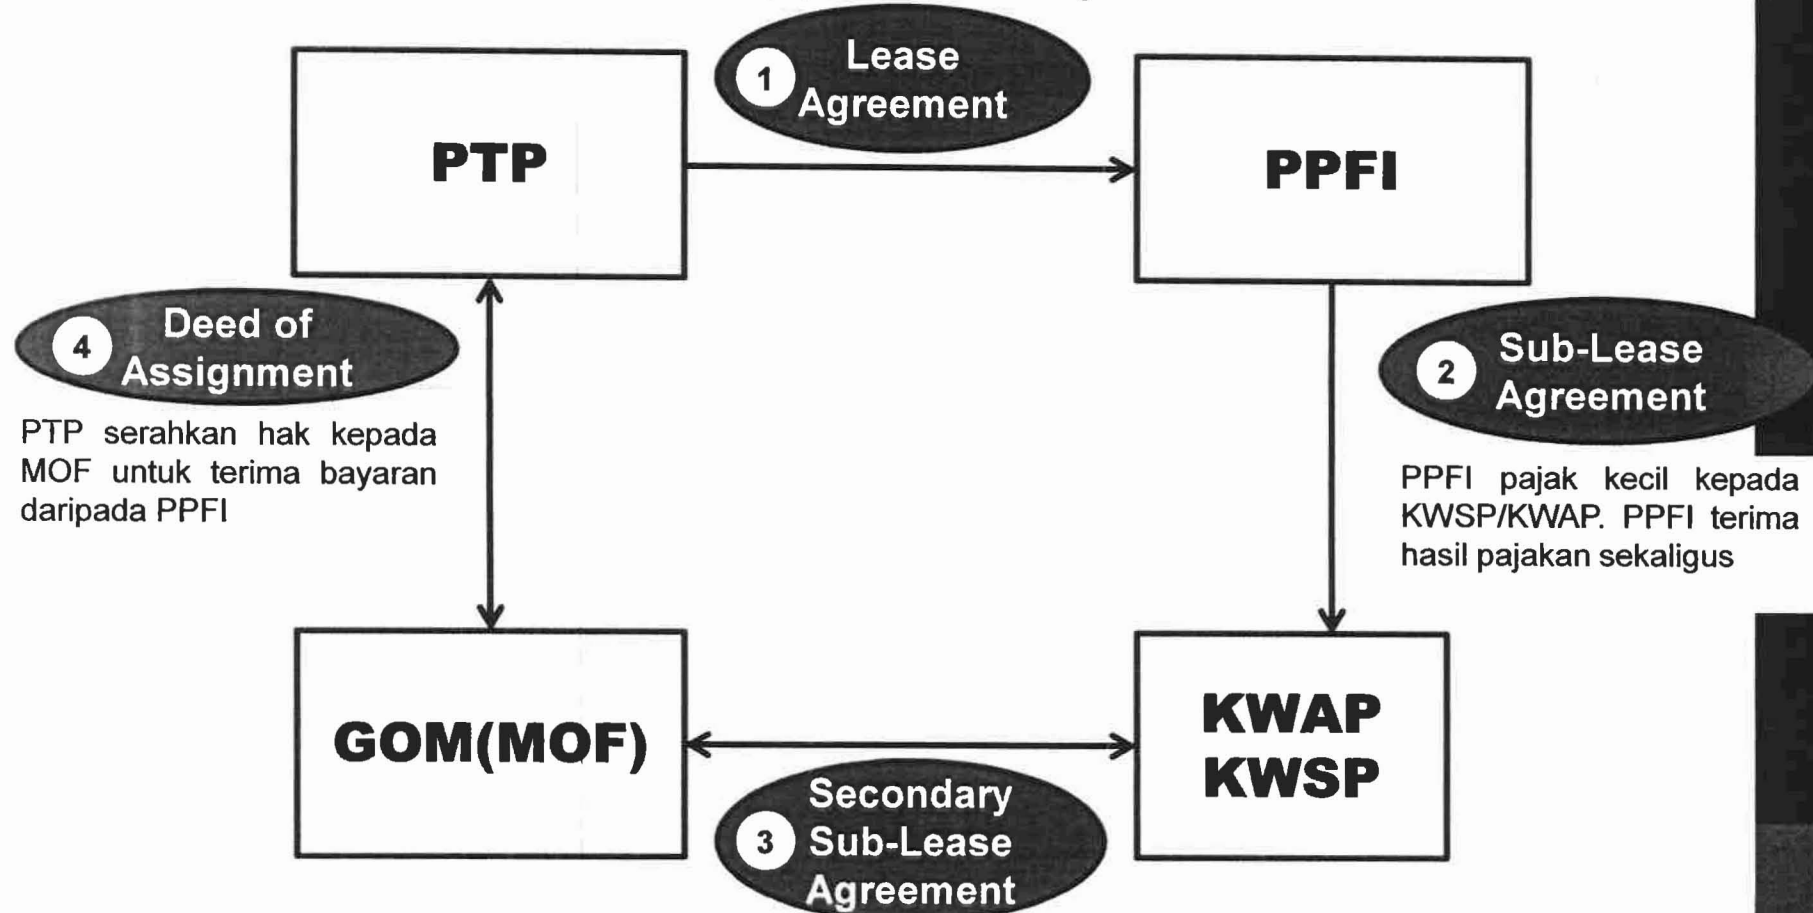 1
Lease
Agreement
PTP
PPFI
4
Deed of
Assignment
PTP serahkan hak kepada
MOF untuk terima bayaran
daripada PPFI
2
Sub-Lease
Agreement
PPFI pajak kecil kepada
KWSP/KWAP. PPFI terima
hasil pajakan sekaligus
GOM(MOF)
KWAP
KWSP
3
Secondary
Sub-Lease
Agreement